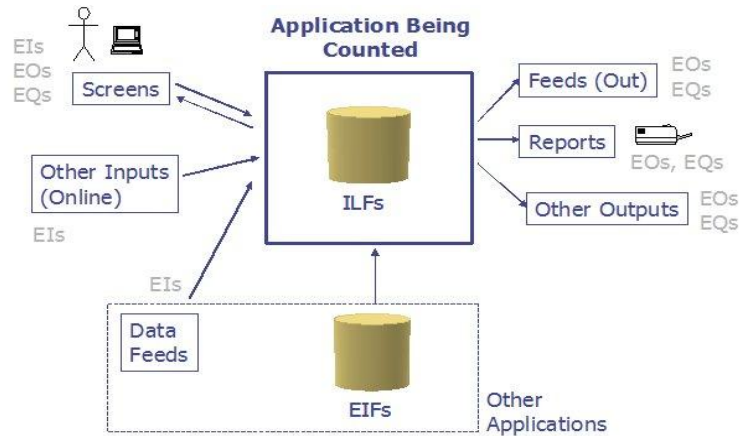 Application Being
Counted
EIs
EOs
EQs
Screens
Other Inputs
(Online)
EIs
ILFs
Feeds (Out)
EOs
EQs
Reports
EOs, EQs
Other Outputs
EOs
EQs
EIs
Data
Feeds
EIFs
Other
Applications